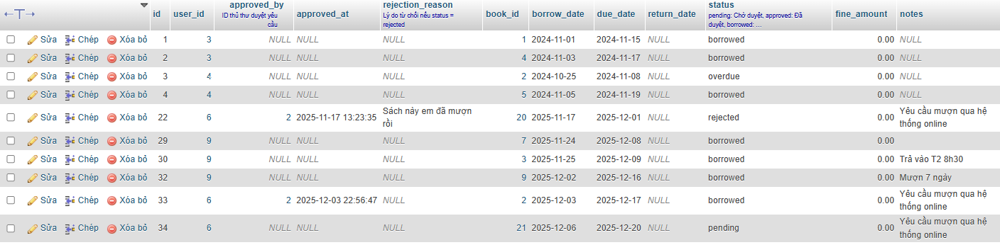 id user_id approved_by approved_at rejection_reason book_id borrow_date due_date return_date status fine_amount notes
ID thủ thư duyệt yêu cầu
Lý do từ chối nếu status = rejected
pending: Chờ duyệt, approved: Đã duyệt, borrowed: ...
Sửa Chép Xóa bỏ 1 3 NULL NULL NULL 1 2024-11-01 2024-11-15 NULL borrowed 0.00 NULL
Sửa Chép Xóa bỏ 2 3 NULL NULL NULL 4 2024-11-03 2024-11-17 NULL borrowed 0.00 NULL
Sửa Chép Xóa bỏ 3 4 NULL NULL NULL 2 2024-10-25 2024-11-08 NULL overdue 0.00 NULL
Sửa Chép Xóa bỏ 4 4 NULL NULL NULL 5 2024-11-05 2024-11-19 NULL borrowed 0.00 NULL
Sửa Chép Xóa bỏ 22 6 2 2025-11-17 13:23:35 Sách này em đã mượn rồi 20 2025-11-17 2025-12-01 NULL rejected 0.00 Yêu cầu mượn qua hệ thống online
Sửa Chép Xóa bỏ 29 9 NULL NULL NULL 7 2025-11-24 2025-12-08 NULL borrowed 0.00
Sửa Chép Xóa bỏ 30 9 NULL NULL NULL 3 2025-11-25 2025-12-09 NULL borrowed 0.00 Trả vào T2 8h30
Sửa Chép Xóa bỏ 32 9 NULL NULL NULL 9 2025-12-02 2025-12-16 NULL borrowed 0.00 Mượn 7 ngày
Sửa Chép Xóa bỏ 33 6 2 2025-12-03 22:56:47 NULL 2 2025-12-03 2025-12-17 NULL borrowed 0.00 Yêu cầu mượn qua hệ thống online
Sửa Chép Xóa bỏ 34 6 NULL NULL NULL 21 2025-12-06 2025-12-20 NULL pending 0.00 Yêu cầu mượn qua hệ thống online